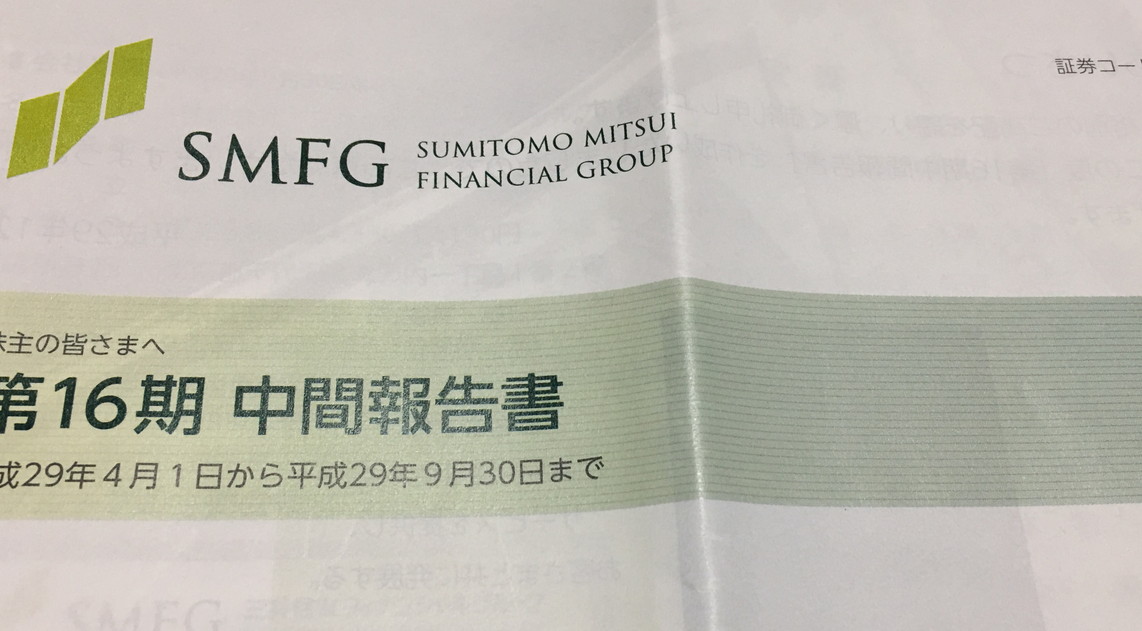 証券コー
SMFG
SUMITOMO MITSUI
FINANCIAL GROUP
主の皆さまへ
第16期 中間報告書
成29年4月1日から平成29年9月30日まで